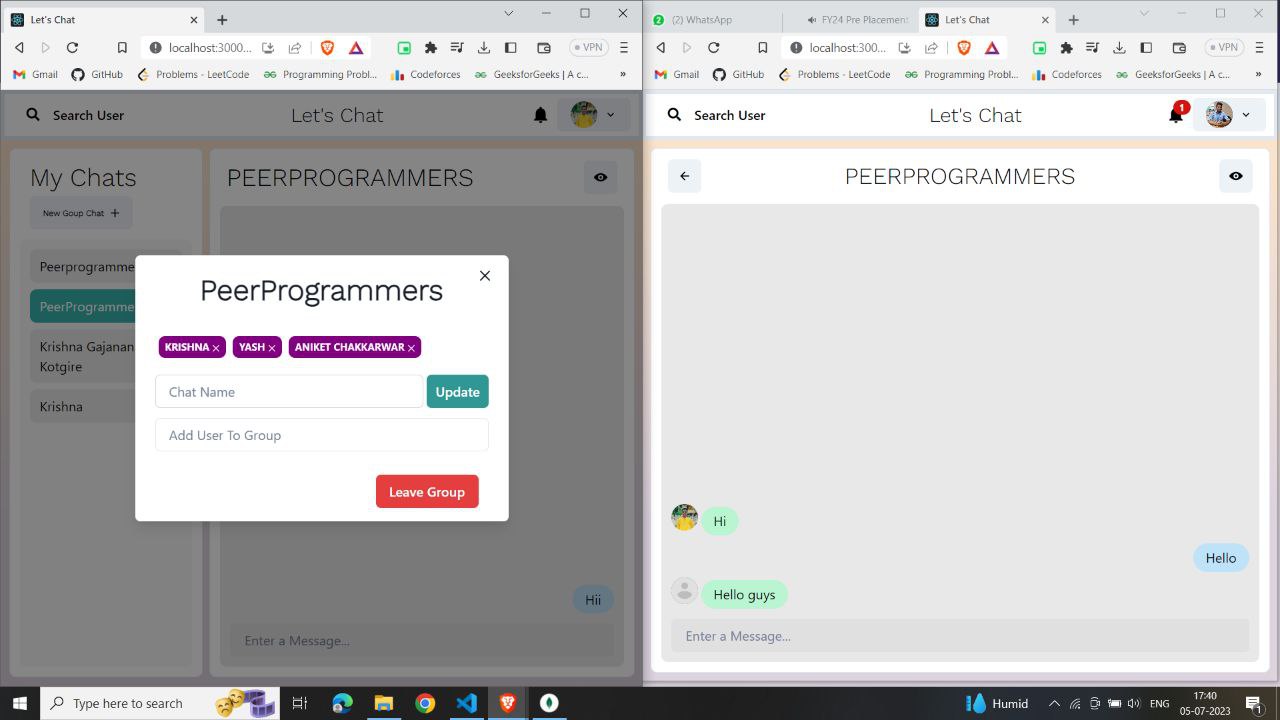 Let's Chat
localhost:3000...
VPN
Gmail
GitHub
Problems - LeetCode
Programming Probl...
Codeforces
GeeksforGeeks | A c...
»
Search User
Let's Chat
My Chats
New Goup Chat +
Peerprogramme
PeerProgramme
Krishna Gajanan
Kotgire
Krishna
PEERPROGRAMMERS
PeerProgrammers
KRISHNA
YASH
ANIKET CHAKKARWAR
Chat Name
Update
Add User To Group
Leave Group
Hii
Enter a Message...
2
(2) WhatsApp
FY24 Pre Placement
Let's Chat
localhost:3000...
VPN
Gmail
GitHub
Problems - LeetCode
Programming Probl...
Codeforces
GeeksforGeeks | A c...
»
Search User
Let's Chat
1
PEERPROGRAMMERS
Hi
Hello
Hello guys
Enter a Message...
Type here to search
Humid
ENG
17:40
05-07-2023
1